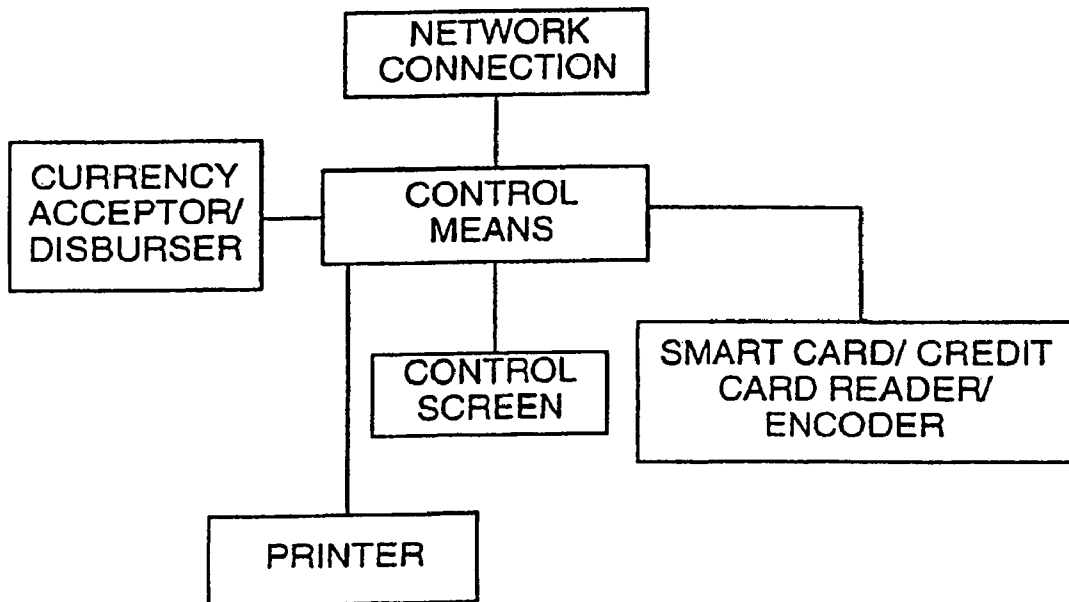 NETWORK
CONNECTION
CURRENCY
ACCEPTOR/
DISBURSER
CONTROL
MEANS
CONTROL
SCREEN
SMART CARD/ CREDIT
CARD READER/
ENCODER
PRINTER